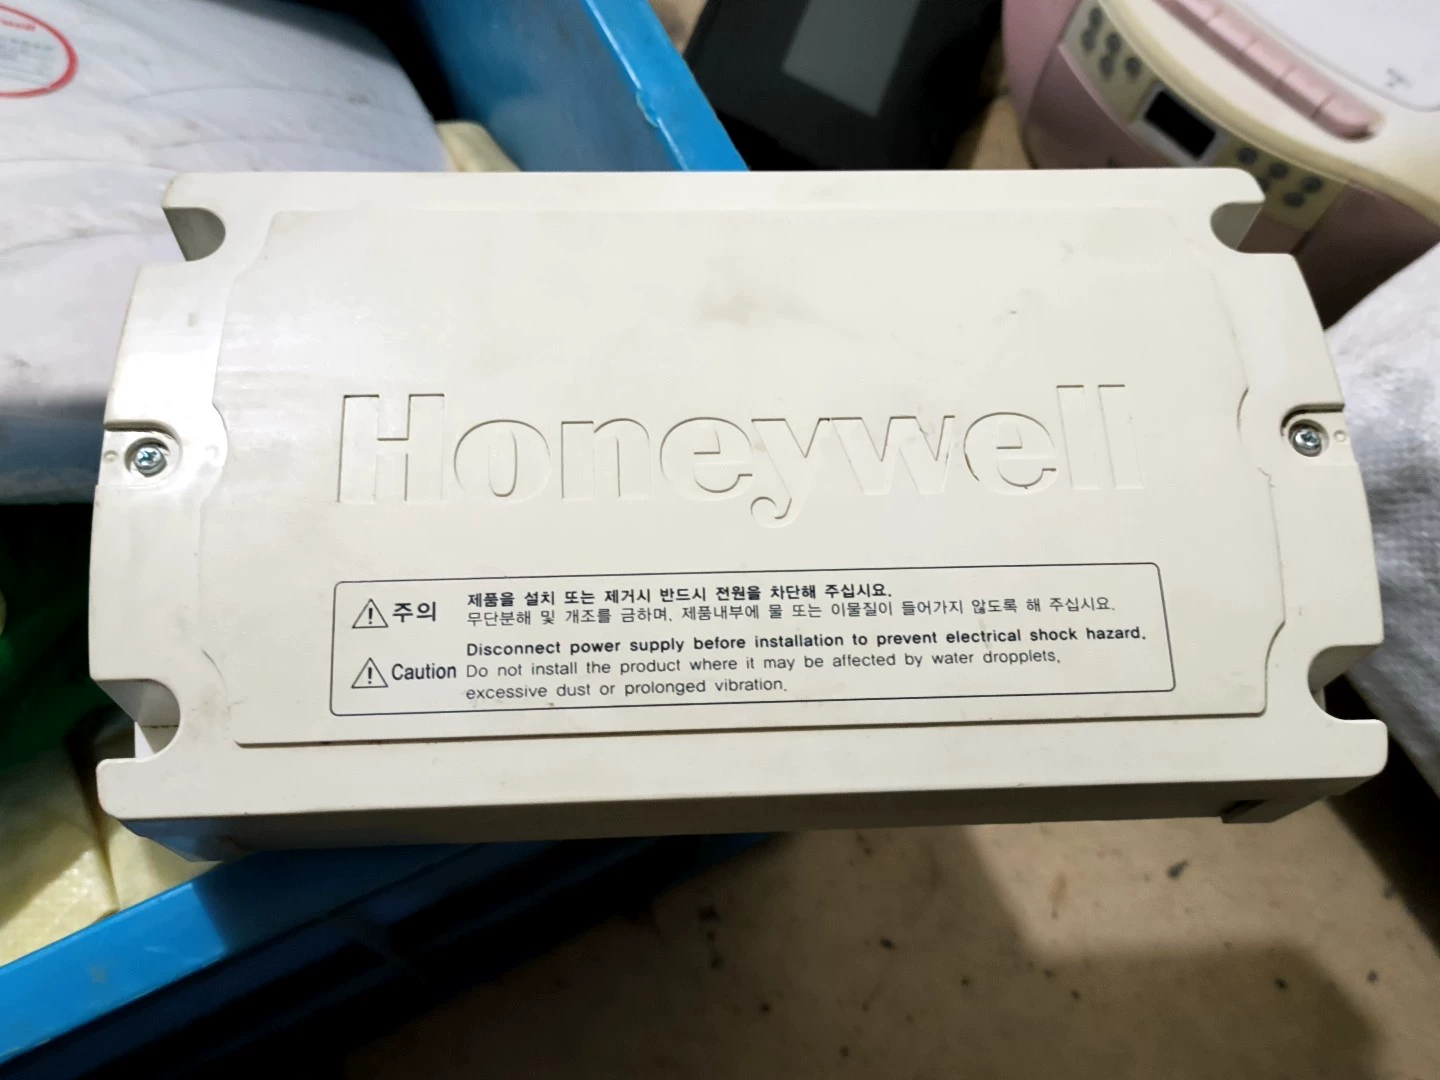 Honeywell
주의 제품을 설치 또는 제거시 반드시 전원을 차단해 주십시요.
무단분해 및 개조를 금하며, 제품내부에 물 또는 이물질이 들어가지 않도록 해 주십시요.
Disconnect power supply before installation to prevent electrical shock hazard.
Caution Do not install the product where it may be affected by water dropplets,
excessive dust or prolonged vibration.